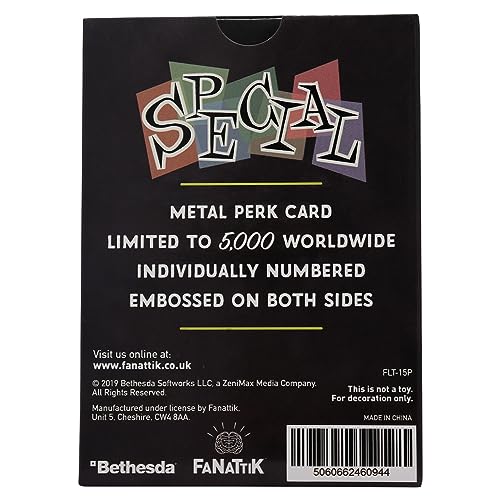 SPECIAL
METAL PERK CARD
LIMITED TO 5,000 WORLDWIDE
INDIVIDUALLY NUMBERED
EMBOSSED ON BOTH SIDES
Visit us online at:
www.fanattik.co.uk
FLT-15P
© 2019 Bethesda Softworks LLC, a ZeniMax Media Company.
All Rights Reserved.
This is not a toy.
For decoration only.
Manufactured under license by Fanattik.
Unit 5, Cheshire, CW4 8AA.
MADE IN CHINA
Bethesda
FANATTIK
5060662460944